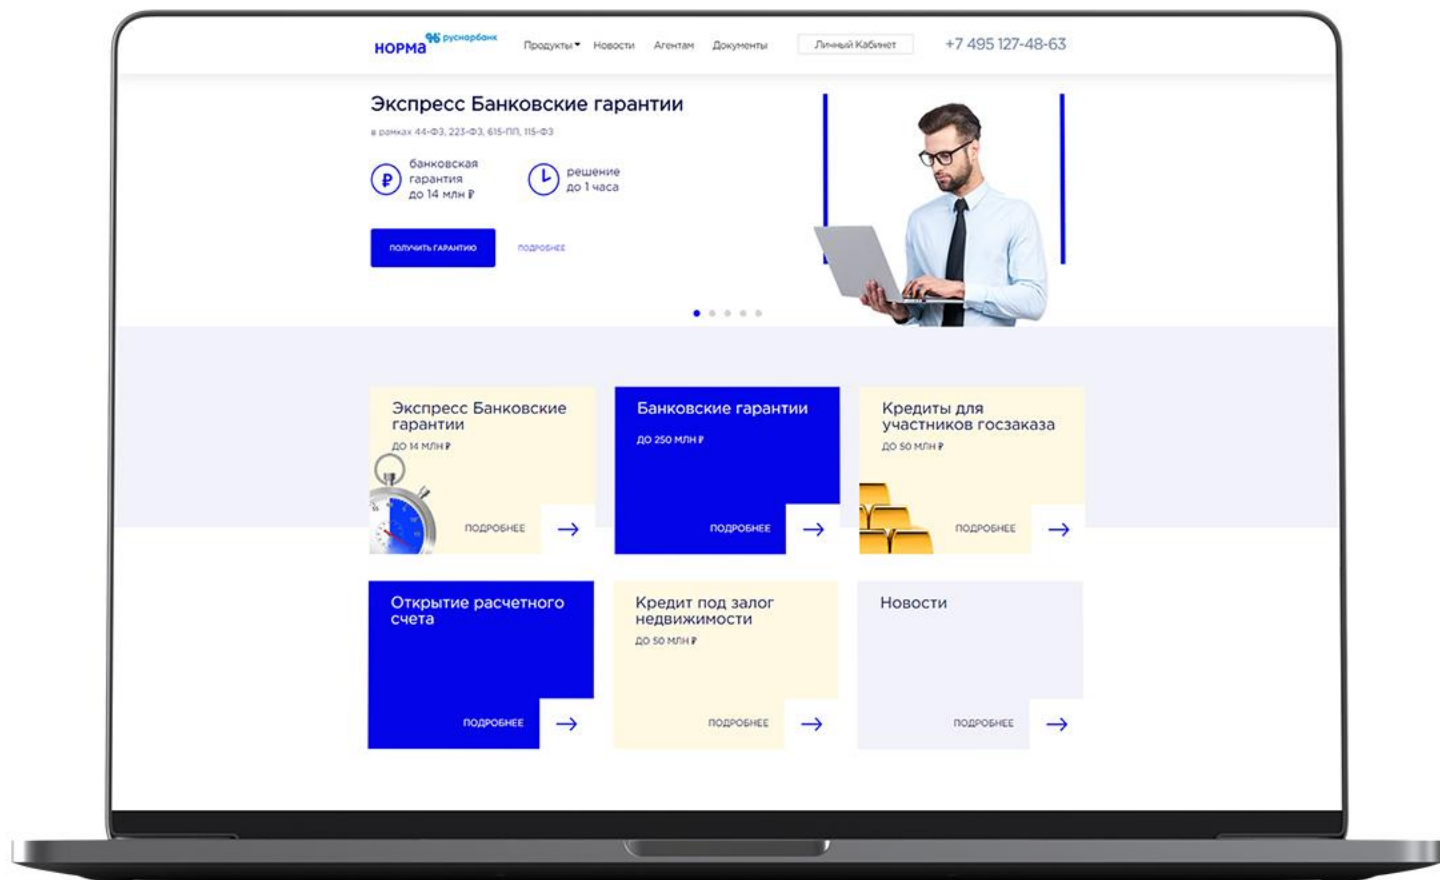 НОРМА руснарбанк
Продукты Новости Агентам Документы Личный Кабинет +7 495 127-48-63
Экспресс Банковские гарантии
в рамках 44-ФЗ, 223-ФЗ, 615-ПП, 115-ФЗ
банковская
гарантия
до 14 млн ₽
решение
до 1 часа
ПОЛУЧИТЬ ГАРАНТИЮ ПОДРОБНЕЕ
Экспресс Банковские
гарантии
ДО 14 МЛН ₽
ПОДРОБНЕЕ
Банковские гарантии
ДО 250 МЛН ₽
ПОДРОБНЕЕ
Кредиты для
участников госзаказа
ДО 50 МЛН ₽
ПОДРОБНЕЕ
Открытие расчетного
счета
ПОДРОБНЕЕ
Кредит под залог
недвижимости
ДО 50 МЛН ₽
ПОДРОБНЕЕ
Новости
ПОДРОБНЕЕ